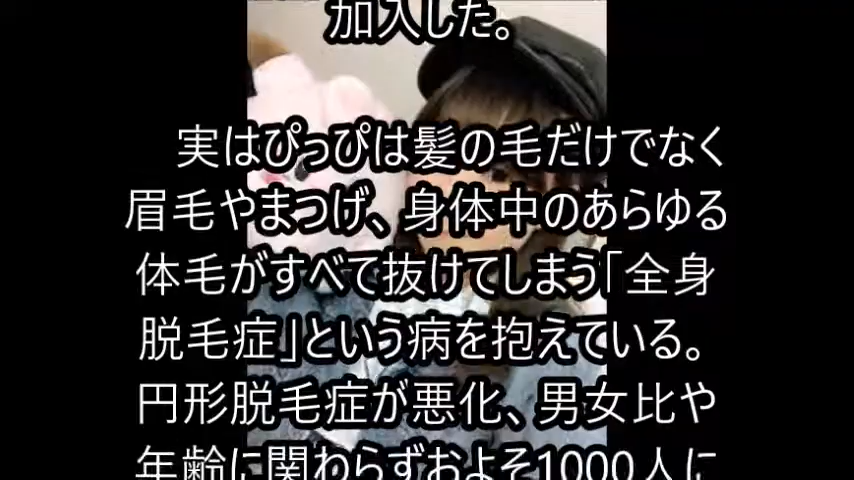 加入した。
実はぴっぴは髪の毛だけでなく
眉毛やまつげ、身体中のあらゆる
体毛がすべて抜けてしまう「全身
脱毛症」という病を抱えている。
円形脱毛症が悪化、男女比や
年齢に関わらずおよそ1000人に